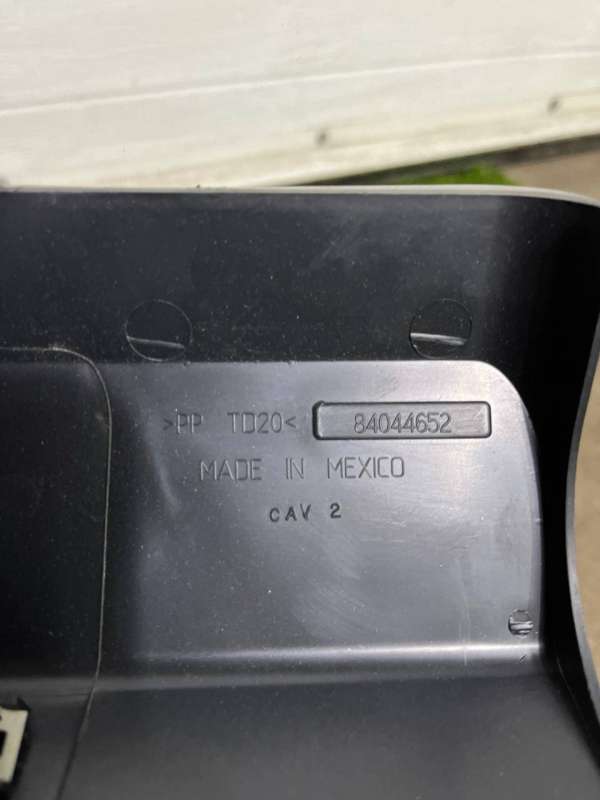 >PP TD20< 84044652
MADE IN MEXICO
CAV 2